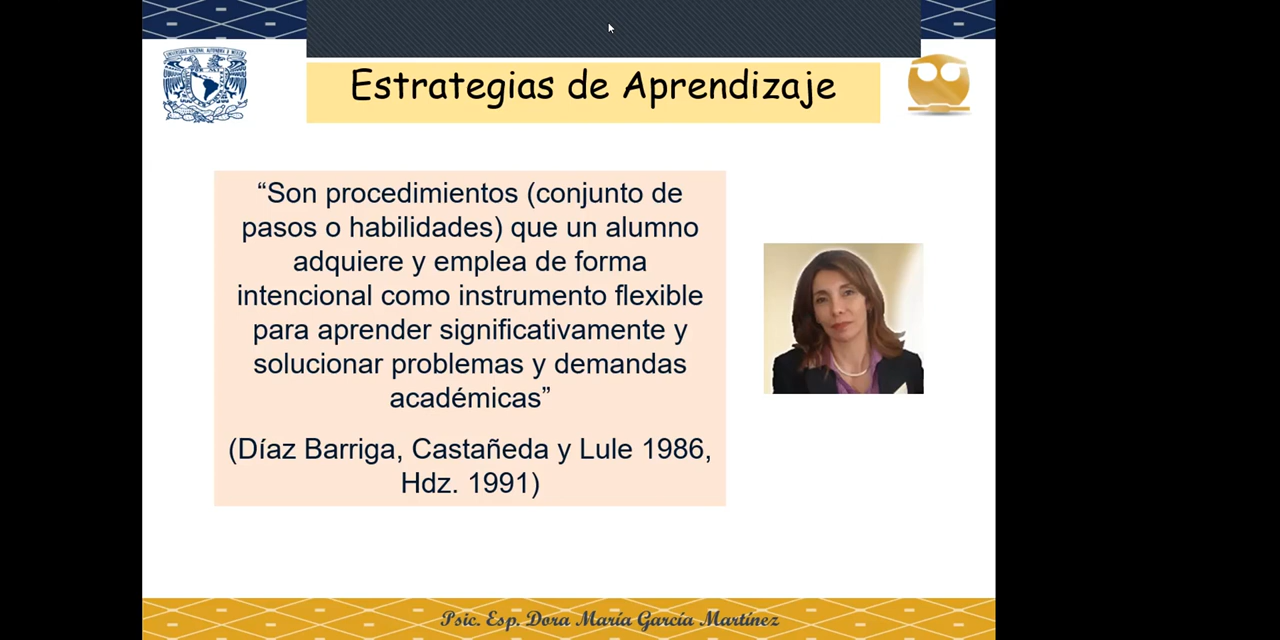 Estrategias de Aprendizaje
“Son procedimientos (conjunto de
pasos o habilidades) que un alumno
adquiere y emplea de forma
intencional como instrumento flexible
para aprender significativamente y
solucionar problemas y demandas
académicas”
(Díaz Barriga, Castañeda y Lule 1986,
Hdz. 1991)
Psic. Esp. Dora María García Martínez